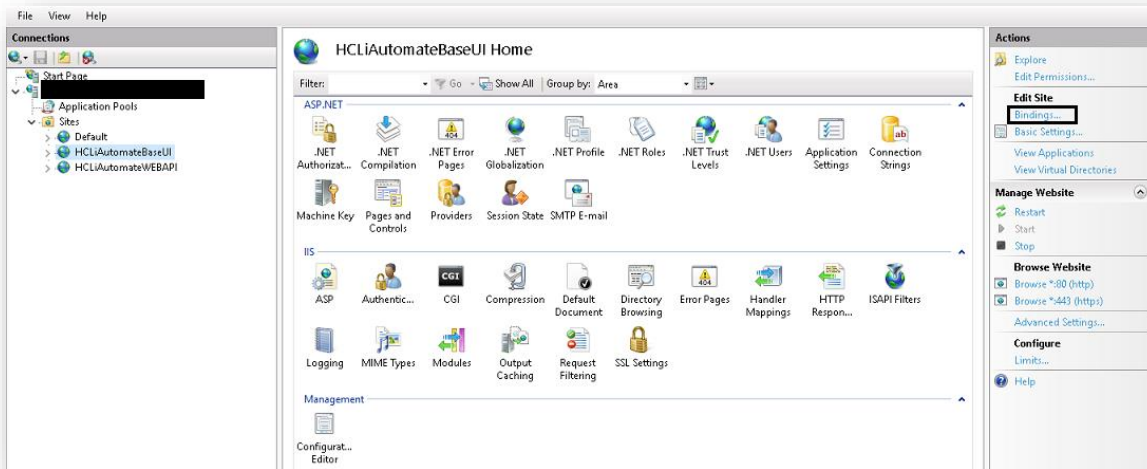 File View Help
Connections
Start Page
Application Pools
Sites
Default
HCLiAutomateBaseUI
HCLiAutomateWEBAPI
HCLiAutomateBaseUI Home
Filter: Go Show All Group by: Area
ASP.NET
.NET Authorizat...
.NET Compilation
.NET Error Pages
.NET Globalization
.NET Profile
.NET Roles
.NET Trust Levels
.NET Users
Application Settings
Connection Strings
Machine Key
Pages and Controls
Providers
Session State
SMTP E-mail
IIS
ASP
Authentic...
CGI
Compression
Default Document
Directory Browsing
Error Pages
Handler Mappings
HTTP Respon...
ISAPI Filters
Logging
MIME Types
Modules
Output Caching
Request Filtering
SSL Settings
Management
Configurat... Editor
Actions
Explore
Edit Permissions...
Edit Site
Bindings...
Basic Settings...
View Applications
View Virtual Directories
Manage Website
Restart
Start
Stop
Browse Website
Browse *:80 (http)
Browse *:443 (https)
Advanced Settings...
Configure
Limits...
Help